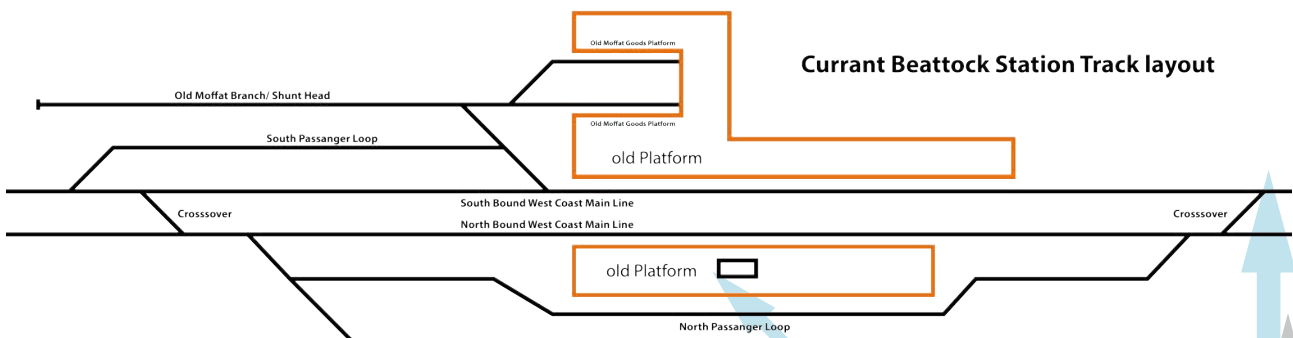 Old Moffat Goods Platform
Currant Beattock Station Track layout
Old Moffat Branch/ Shunt Head
Old Moffat Goods Platform
South Passanger Loop
old Platform
South Bound West Coast Main Line
Crosssover
Crosssover
North Bound West Coast Main Line
old Platform
North Passanger Loop